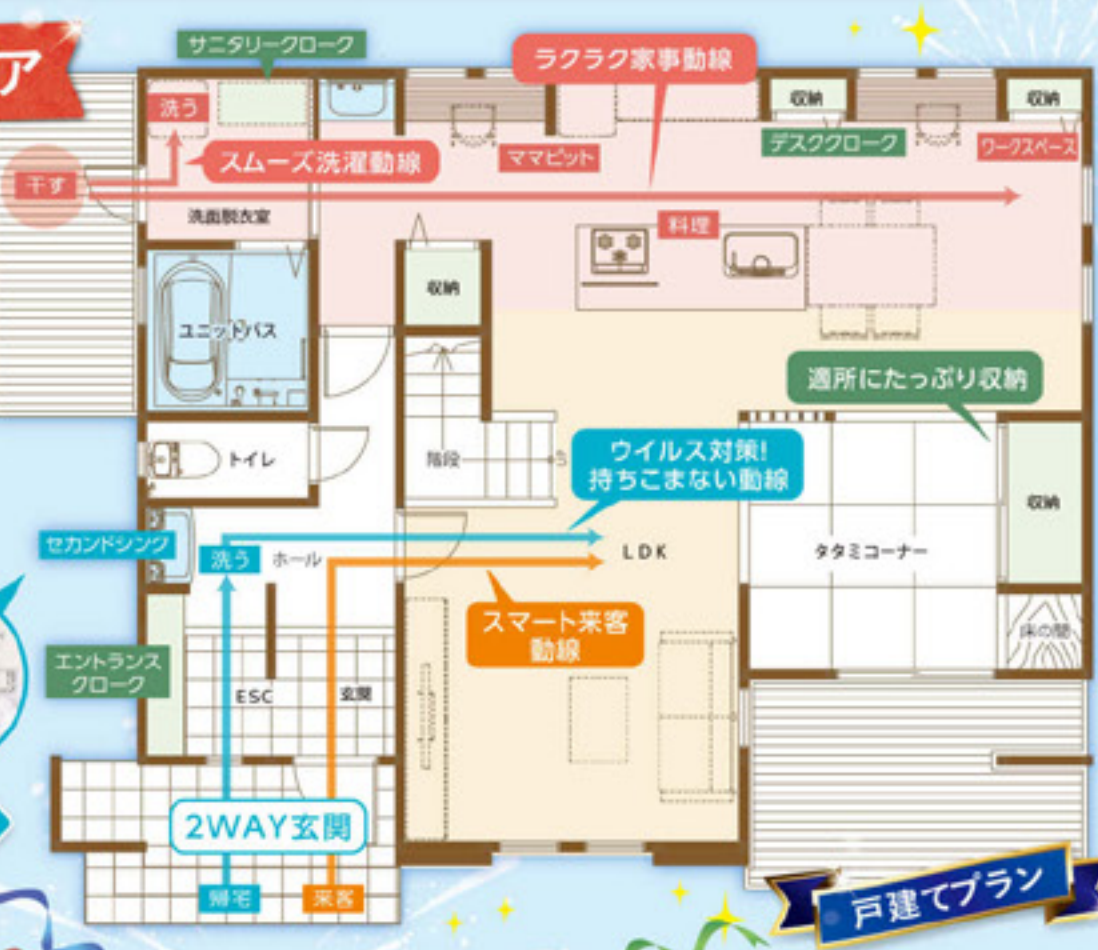 ア
サニタリークローク
ラクラク家事動線
洗う
収納
収納
デスククローク
ワークスペース
ママピット
スムーズ洗濯動線
干す
洗面脱衣室
料理
収納
ユニットバス
適所にたっぷり収納
階段
トイレ
ウイルス対策!
持ちこまない動線
収納
セカンドシンク
洗う
ホール
LDK
タタミコーナー
スマート来客
動線
床の間
エントランス
クローク
ESC
玄関
2WAY玄関
帰宅
来客
戸建てプラン